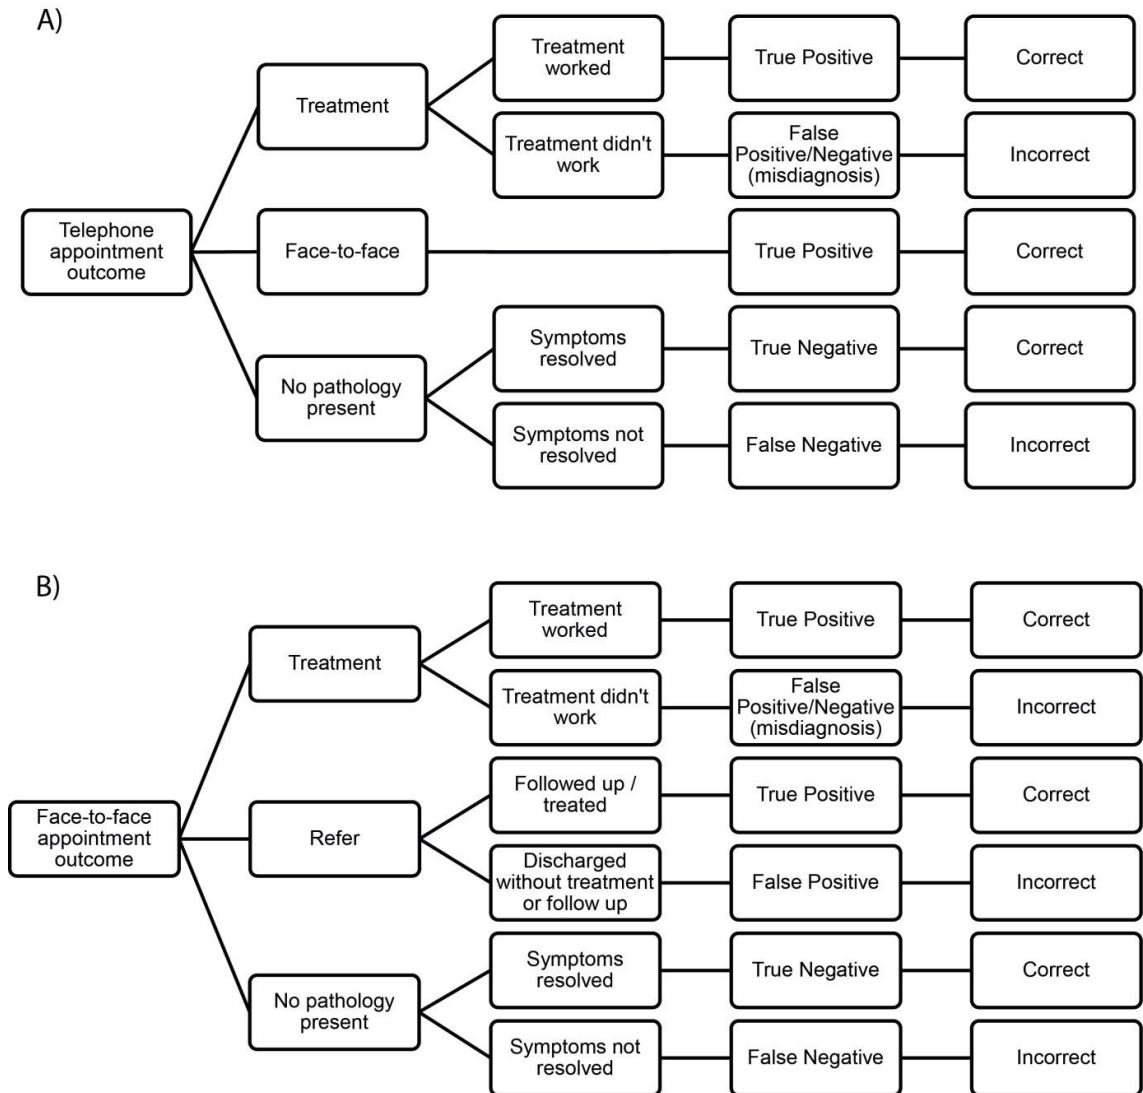 A)
Telephone
appointment
outcome
Treatment
Treatment
worked
True Positive
Correct
Treatment didn't
work
False
Positive/Negative
(misdiagnosis)
Incorrect
Face-to-face
True Positive
Correct
No pathology
present
Symptoms
resolved
True Negative
Correct
Symptoms not
resolved
False Negative
Incorrect
B)
Face-to-face
appointment
outcome
Treatment
Treatment
worked
True Positive
Correct
Treatment didn't
work
False
Positive/Negative
(misdiagnosis)
Incorrect
Refer
Followed up /
treated
True Positive
Correct
Discharged
without treatment
or follow up
False Positive
Incorrect
No pathology
present
Symptoms
resolved
True Negative
Correct
Symptoms not
resolved
False Negative
Incorrect